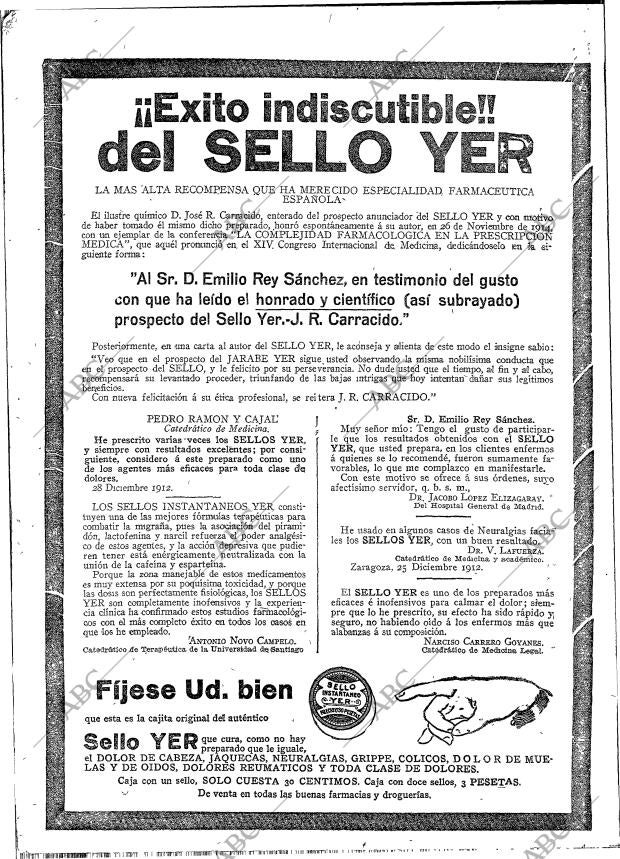 ¡¡Exito indiscutible!!
del SELLO YER
LA MAS ALTA RECOMPENSA QUE HA MERECIDO ESPECIALIDAD FARMACEUTICA
ESPAÑOLA
El ilustre químico D. José R. Carracido, enterado del prospecto anunciador del SELLO YER y con motivo
de haber tomado él mismo dicho preparado, honró espontáneamente á su autor, en 26 de Noviembre de 1914,
con un ejemplar de la conferencia "LA COMPLEJIDAD FARMACOLOGICA EN LA PRESCRIPCION
MEDICA", que aquél pronunció en el XIV Congreso Internacional de Medicina, dedicándoselo en la si-
guiente forma:
"Al Sr. D. Emilio Rey Sánchez, en testimonio del gusto
con que ha leído el honrado y científico (así subrayado)
prospecto del Sello Yer.-J. R. Carracido."
Posteriormente, en una carta al autor del SELLO YER, le aconseja y alienta de este modo el insigne sabio:
"Veo que en el prospecto del JARABE YER sigue usted observando la misma nobilísima conducta que
en el prospecto del SELLO, y le felicito por su perseverancia. No dude usted que el tiempo, al fin y al cabo,
recompensará su levantado proceder, triunfando de las bajas intrigas que hoy intentan dañar sus legítimos
beneficios.
Con nueva felicitación á su ética profesional, se reitera J. R. CARRACIDO."
PEDRO RAMON Y CAJAL
Catedrático de Medicina.
He prescrito varias veces los SELLOS YER,
y siempre con resultados excelentes; por consi-
guiente, considero á este preparado como uno
de los agentes más eficaces para toda clase de
dolores.
28 Diciembre 1912.
LOS SELLOS INSTANTANEOS YER consti-
tuyen una de las mejores fórmulas terapéuticas para
combatir la migraña, pues la asociación del pirami-
dón, lactofenina y narcil refuerza el poder analgési-
co de estos agentes, y la acción depresiva que pudie-
ren tener está enérgicamente neutralizada con la
unión de la cafeína y esparteína.
Porque la zona manejable de estos medicamentos
es muy extensa por su poquísima toxicidad, y porque
las dosis son perfectamente fisiológicas, los SELLOS
YER son completamente inofensivos y la experien-
cia clínica ha confirmado estos estudios farmacológi-
cos con el más completo éxito en todos los casos en
que los he empleado.
ANTONIO NOVO CAMPELO.
Catedrático de Terapéutica de la Universidad de Santiago
Sr. D. Emilio Rey Sánchez.
Muy señor mío: Tengo el gusto de participar-
le que los resultados obtenidos con el SELLO
YER, que usted prepara, en los clientes enfermos
á quienes se lo recomendé, fueron sumamente fa-
vorables, lo que me complazco en manifestarle.
Con este motivo se ofrece á sus órdenes, suyo
afectísimo servidor, q. b. s. m.,
DR. JACOBO LOPEZ ELIZAGARAY.
Del Hospital General de Madrid.
He usado en algunos casos de Neuralgias facia-
les los SELLOS YER, con un buen resultado.
DR. V. LAFUERZA.
Catedrático de Medicina y académico.
Zaragoza, 25 Diciembre 1912.
El SELLO YER es uno de los preparados más
eficaces é inofensivos para calmar el dolor; siem-
pre que lo he prescrito, su efecto ha sido rápido y
seguro, no habiendo oído á los enfermos más que
alabanzas á su composición.
NARCISO CARRERO GOYANES.
Catedrático de Medicina Legal.
Fíjese Ud. bien
que esta es la cajita original del auténtico
SELLO
INSTANTANEO
YER
Sello YER que cura, como no hay
preparado que le iguale,
el DOLOR DE CABEZA, JAQUECAS, NEURALGIAS, GRIPPE, COLICOS, DOLOR DE MUE-
LAS Y DE OIDOS, DOLORES REUMATICOS Y TODA CLASE DE DOLORES.
Caja con un sello, SOLO CUESTA 30 CENTIMOS. Caja con doce sellos, 3 PESETAS.
De venta en todas las buenas farmacias y droguerías.